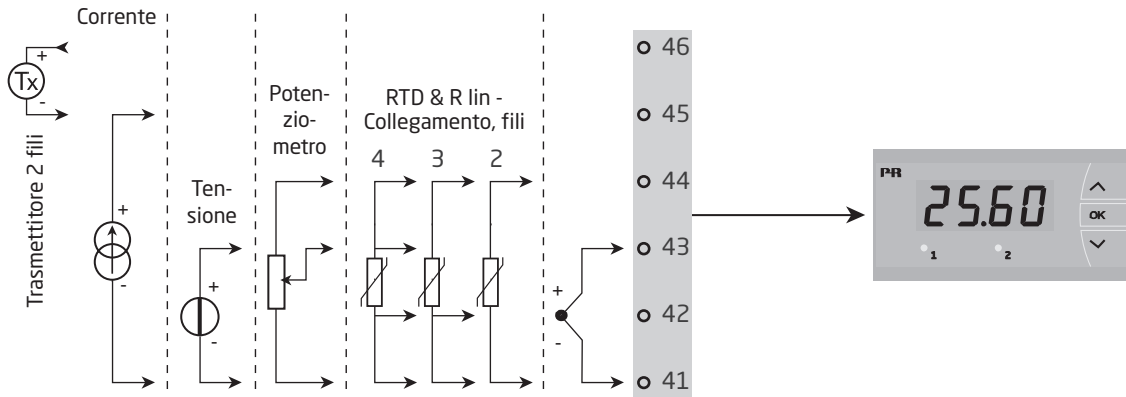 Corrente
+
Tx
-
Trasmettitore 2 fili
+
-
Ten-
sione
+
-
Poten-
zio-
metro
RTD & R lin -
Collegamento, fili
4 3 2
+
-
46
45
44
43
42
41
PR
25.60
OK
1 2